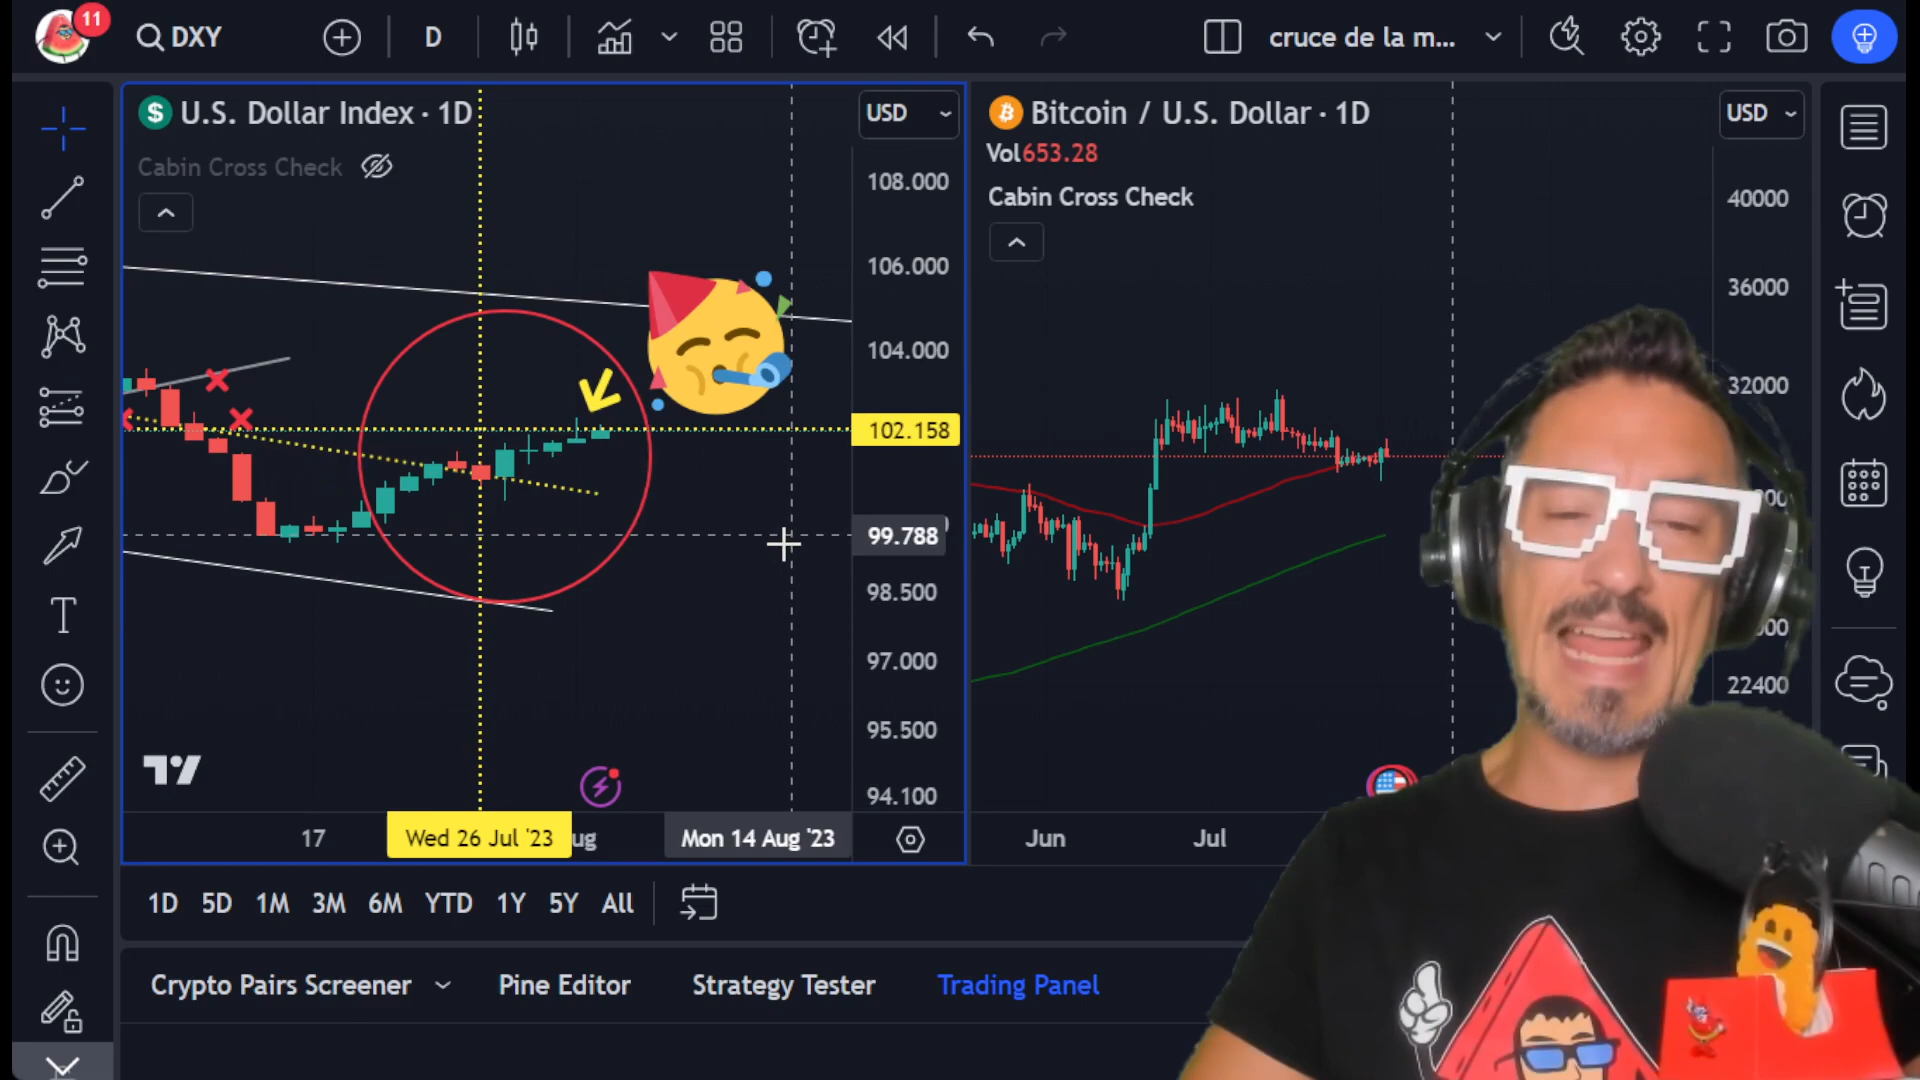 11
DXY
D
cruce de la m...
U.S. Dollar Index · 1D
USD
Cabin Cross Check
108.000
106.000
104.000
102.158
99.788
98.500
97.000
95.500
94.100
17
Wed 26 Jul '23
ug
Mon 14 Aug '23
Bitcoin / U.S. Dollar · 1D
USD
Vol 653.28
Cabin Cross Check
40000
36000
32000
22400
Jun
Jul
1D 5D 1M 3M 6M YTD 1Y 5Y All
Crypto Pairs Screener
Pine Editor
Strategy Tester
Trading Panel